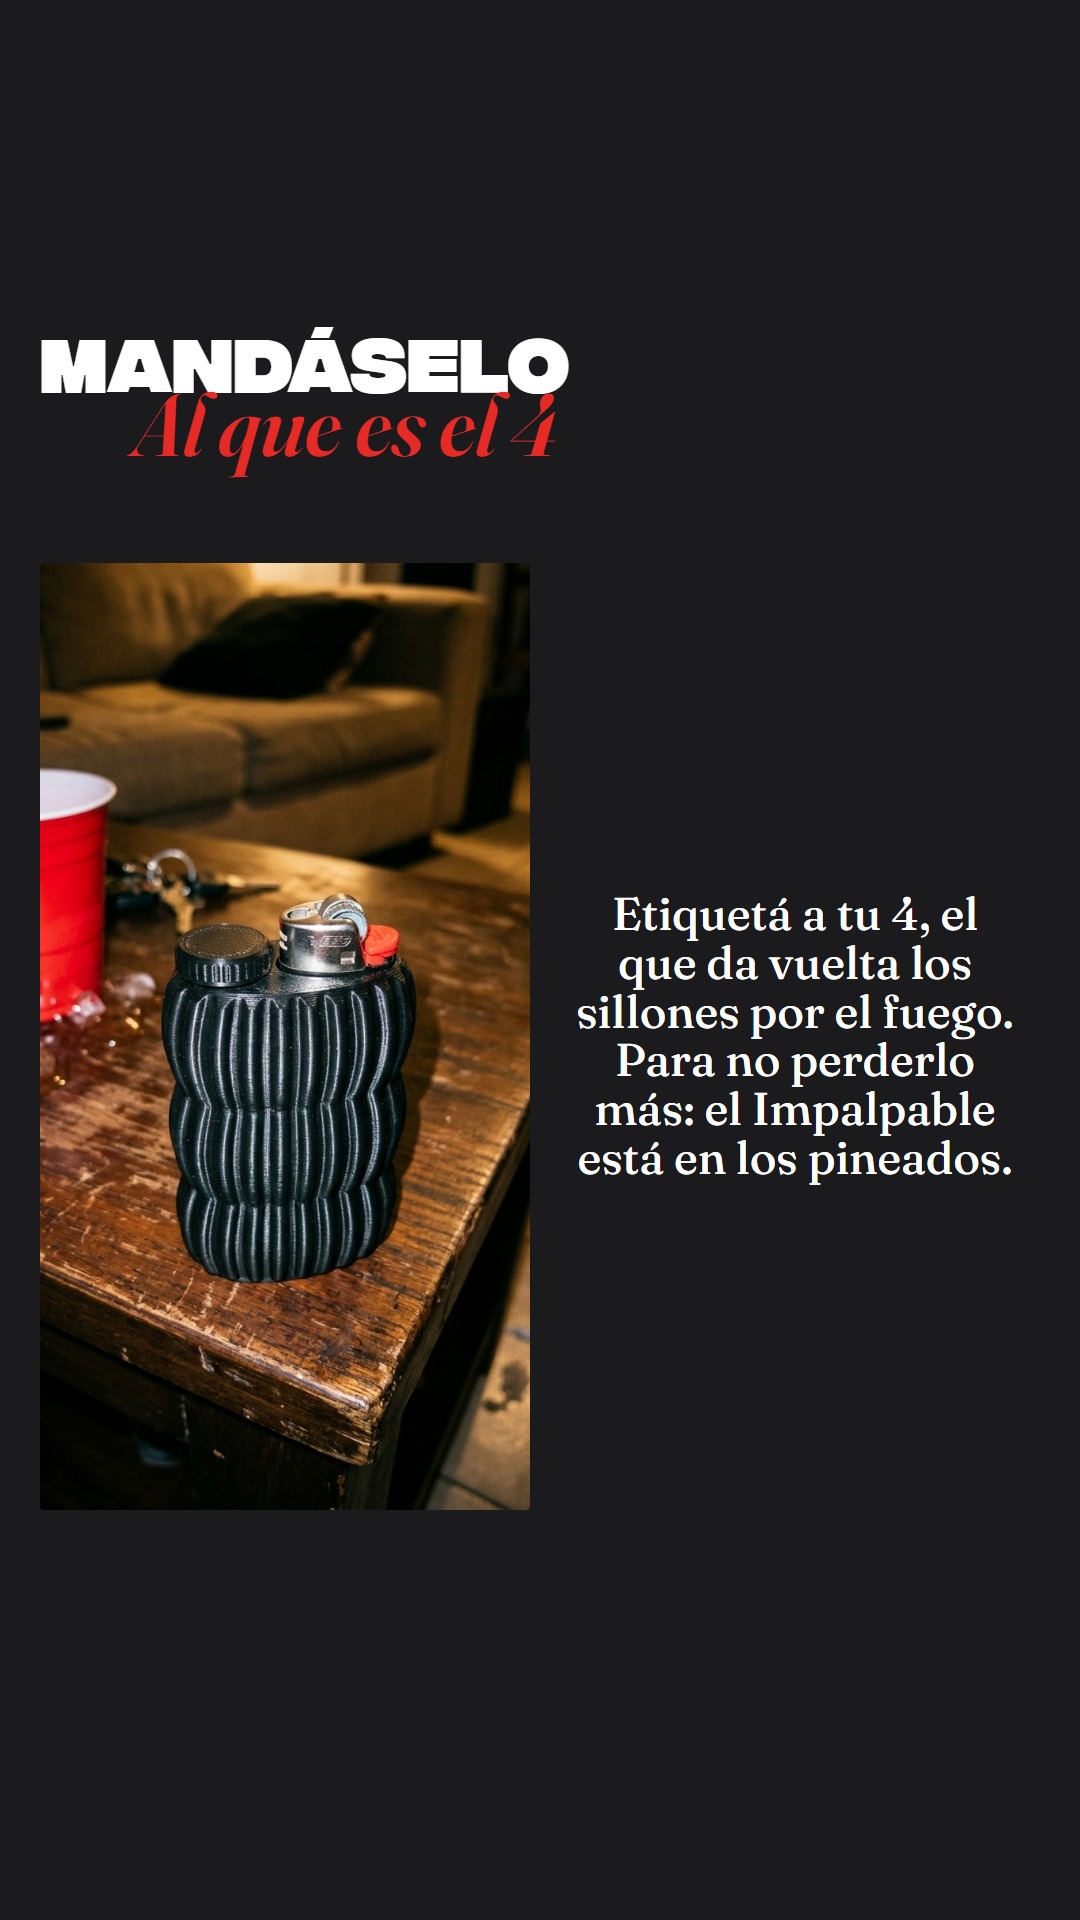 MANDÁSELO
Al que es el 4
BIC
Etiquetá a tu 4, el
que da vuelta los
sillones por el fuego.
Para no perderlo
más: el Impalpable
está en los pineados.